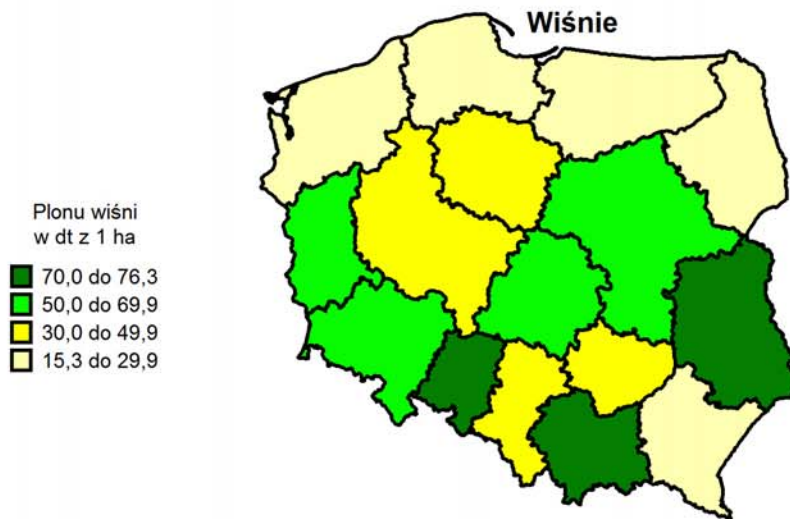 Wiśnie
Plonu wiśni
w dt z 1 ha
70,0 do 76,3
50,0 do 69,9
30,0 do 49,9
15,3 do 29,9